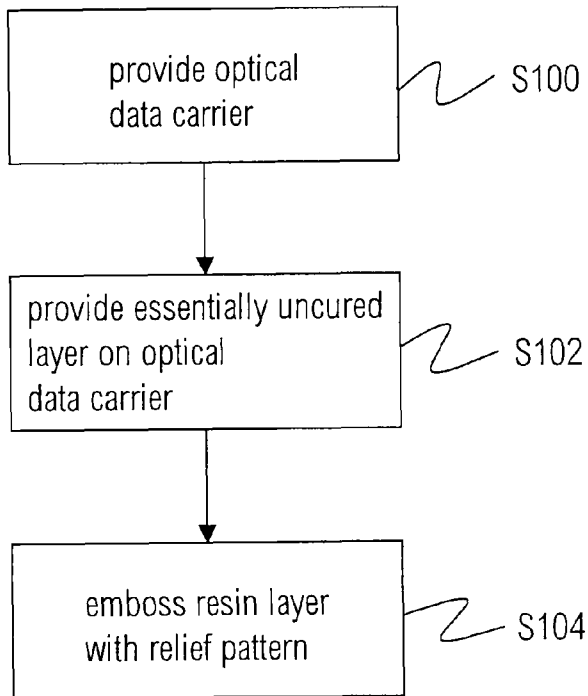 provide optical
data carrier
S100
provide essentially uncured
layer on optical
data carrier
S102
emboss resin layer
with relief pattern
S104